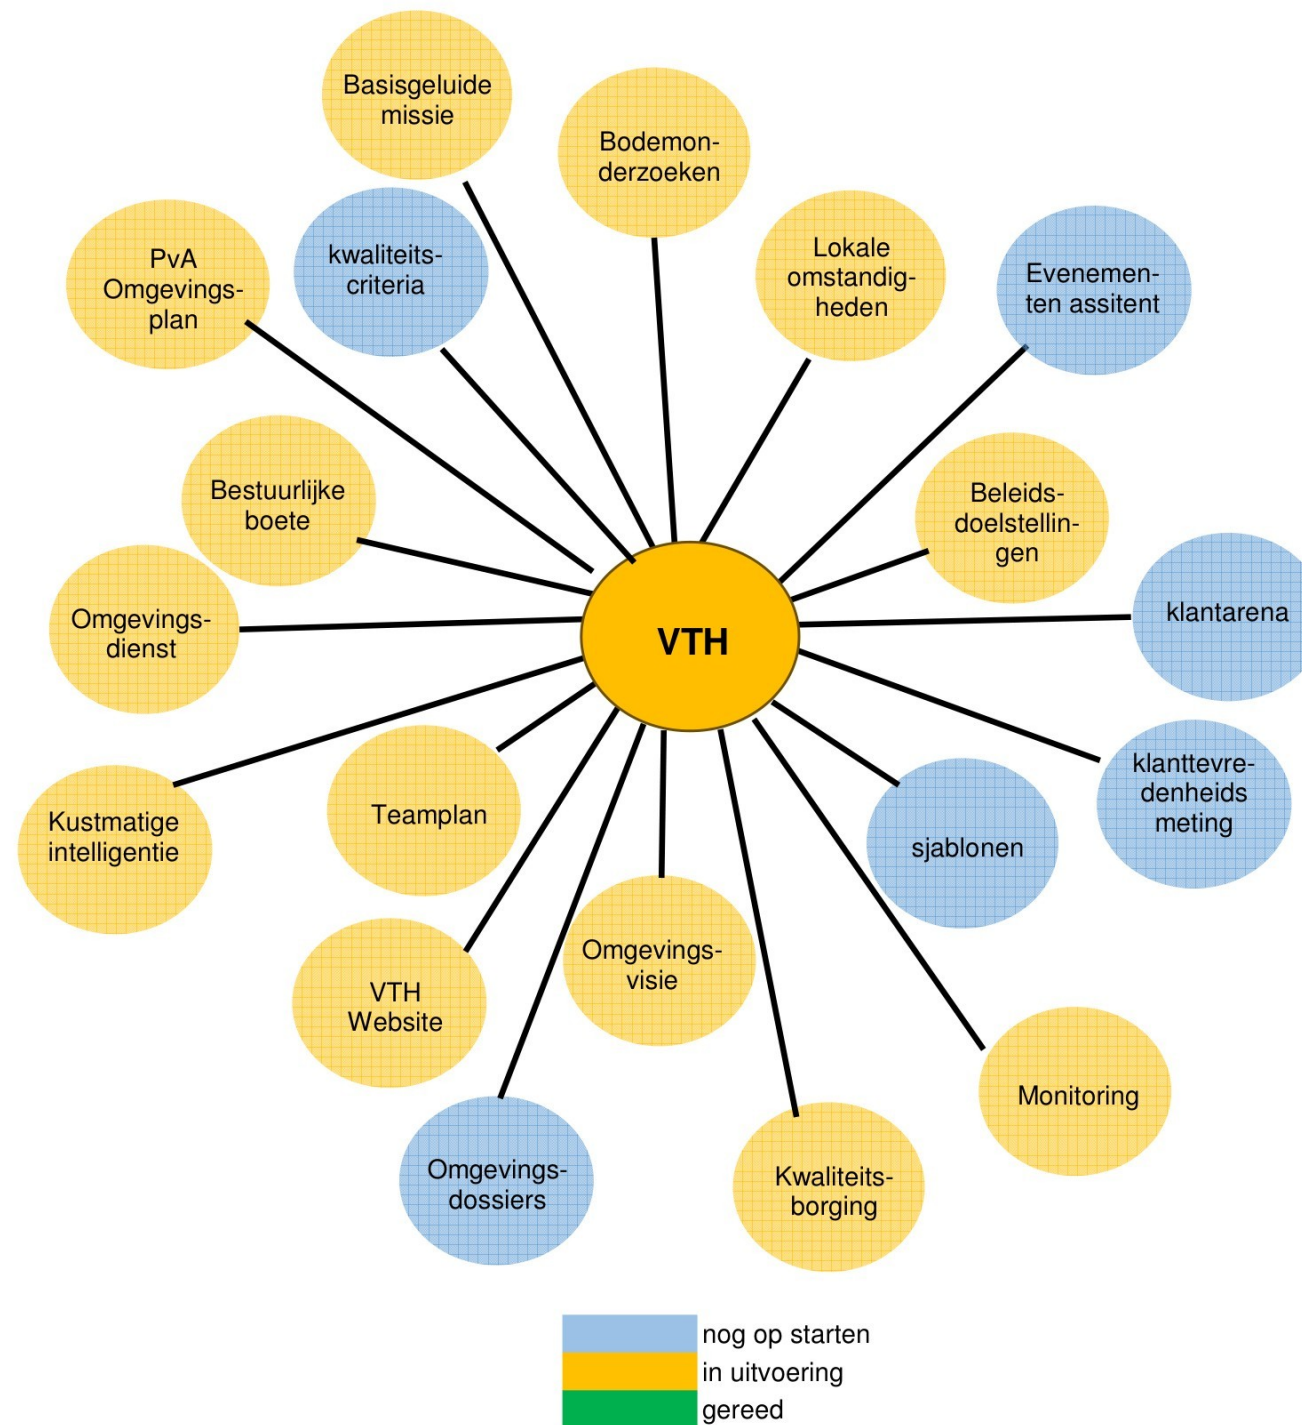 Basisgeluide
missie
Bodemon-
derzoeken
kwaliteits-
criteria
PvA
Omgevings-
plan
Lokale
omstandig-
heden
Evenemen-
ten assitent
Bestuurlijke
boete
Beleids-
doelstellin-
gen
Omgevings-
dienst
VTH
klantarena
klanttevre-
denheids
meting
Kustmatige
intelligentie
Teamplan
sjablonen
Omgevings-
visie
VTH
Website
Monitoring
Omgevings-
dossiers
Kwaliteits-
borging
nog op starten
in uitvoering
gereed